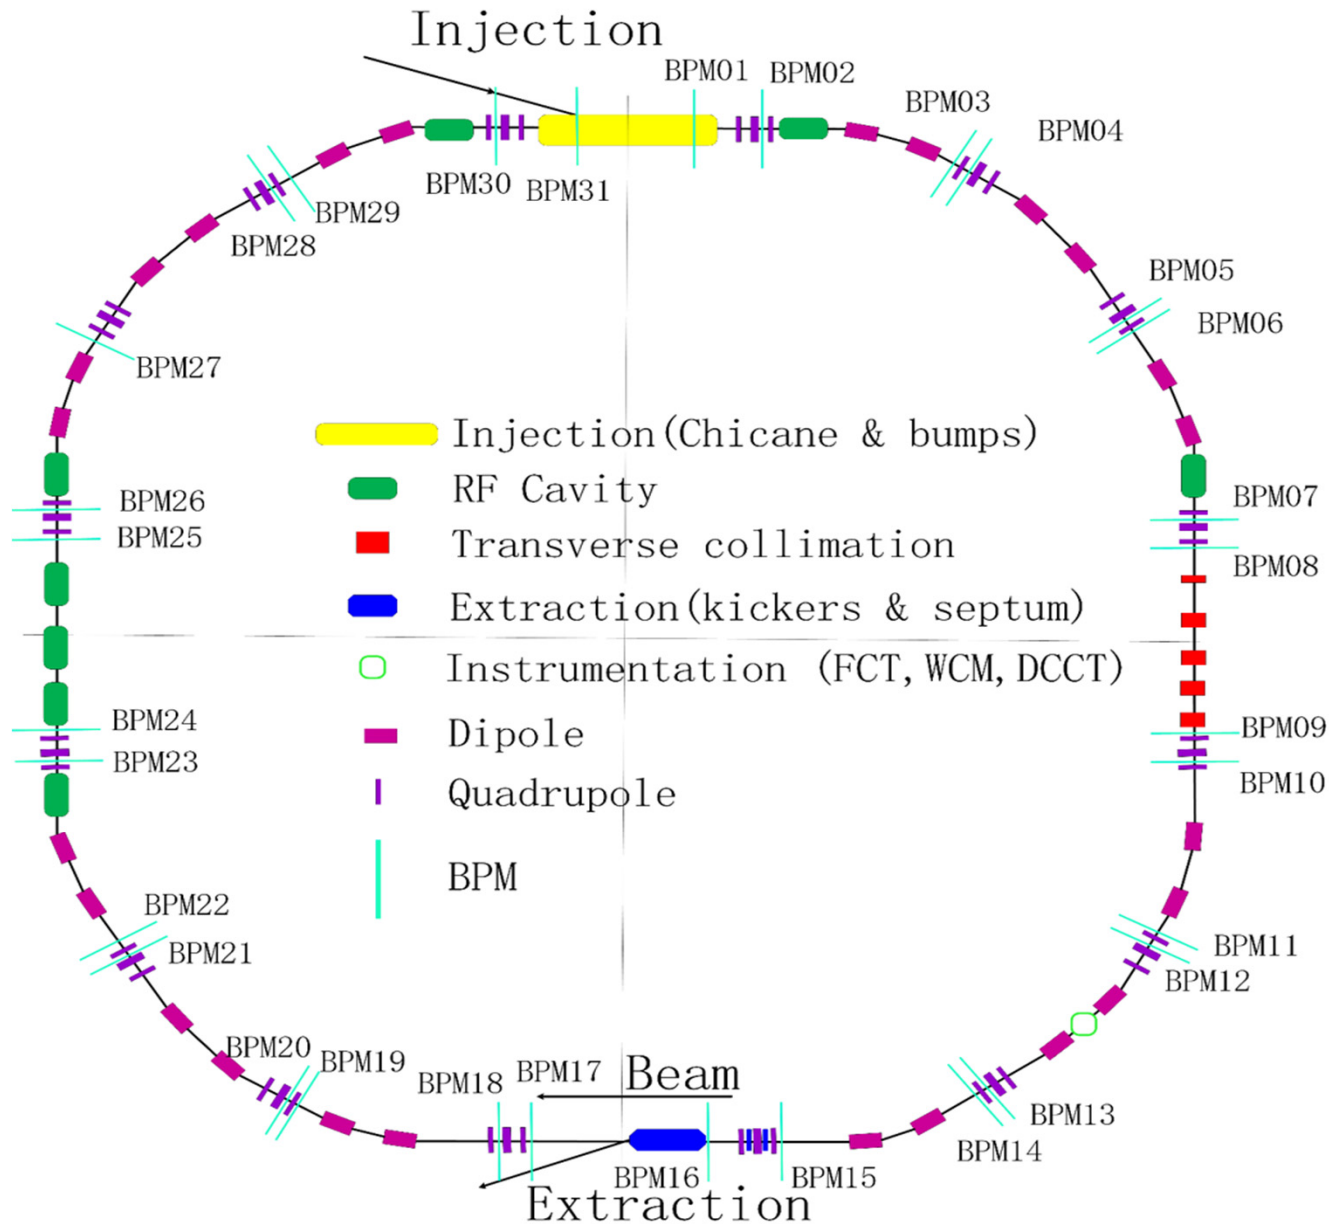 Injection
BPM01
BPM02
BPM03
BPM04
BPM30
BPM31
BPM29
BPM28
BPM05
BPM06
BPM27
Injection(Chicane & bumps)
RF Cavity
BPM26
BPM25
BPM07
BPM08
Transverse collimation
Extraction(kickers & septum)
Instrumentation (FCT, WCM, DCCT)
BPM24
BPM23
BPM09
BPM10
Dipole
Quadrupole
BPM
BPM22
BPM21
BPM11
BPM12
BPM20
BPM19
BPM18
BPM17
Beam
BPM13
BPM14
BPM16
BPM15
Extraction